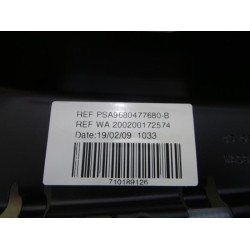 REF PSA9680477680-B
REF WA 200200172574
Date:19/02/09 1033
710189126